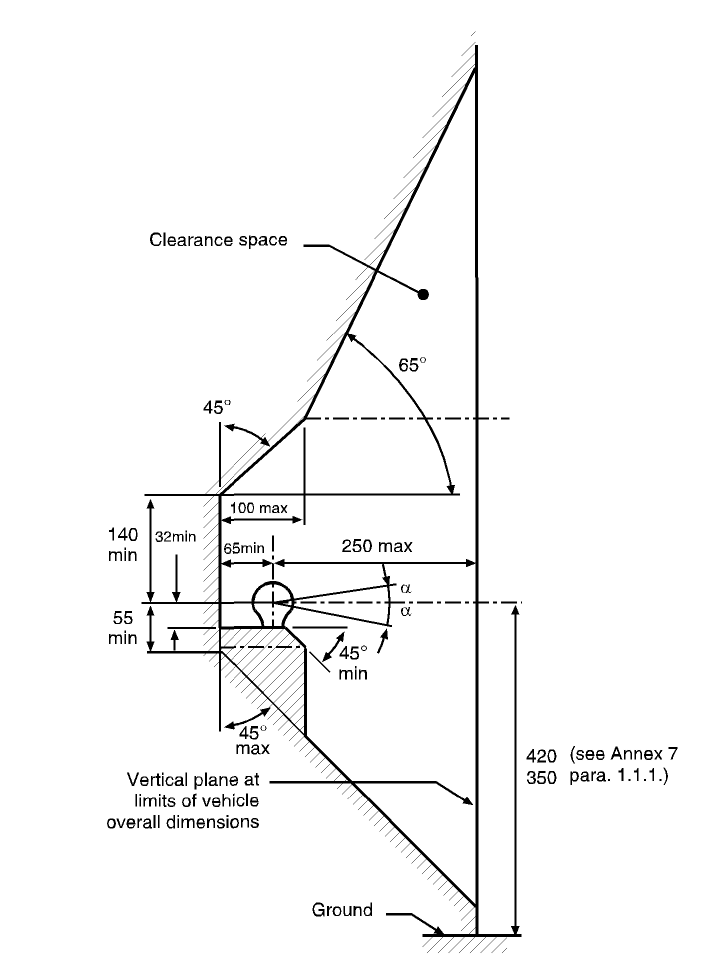 Clearance space
65°
45°
100 max
140
min
32min
65min
250 max
α
α
55
min
45°
min
45°
max
420 (see Annex 7
350 para. 1.1.1.)
Vertical plane at
limits of vehicle
overall dimensions
Ground